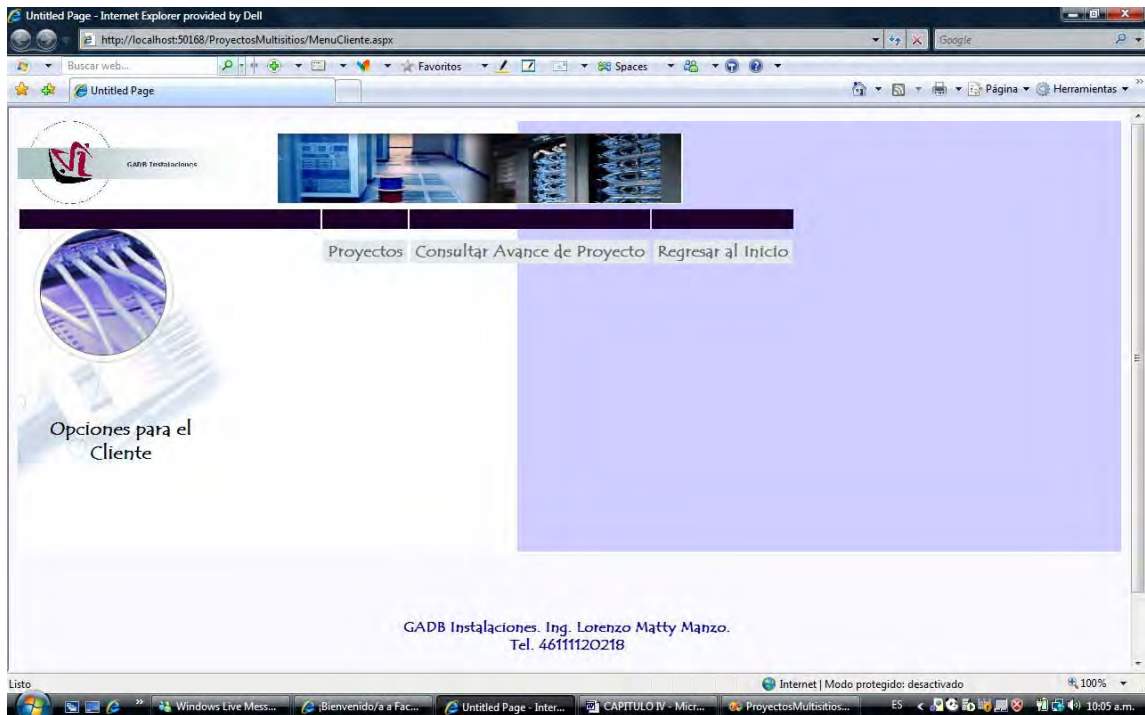 Untitled Page - Internet Explorer provided by Dell
http://localhost:50168/ProyectosMultisitios/MenuCliente.aspx
Google
Buscar web...
Favoritos
Spaces
Untitled Page
Página
Herramientas
GADB Instalaciones
Proyectos
Consultar Avance de Proyecto
Regresar al Inicio
Opciones para el
Cliente
GADB Instalaciones. Ing. Lorenzo Matty Manzo.
Tel. 46111120218
Listo
Internet | Modo protegido: desactivado
100%
Windows Live Mess...
¡Bienvenido/a a Fac...
Untitled Page - Inter...
CAPITULO IV - Micr...
ProyectosMultisitios...
ES
10:05 a.m.